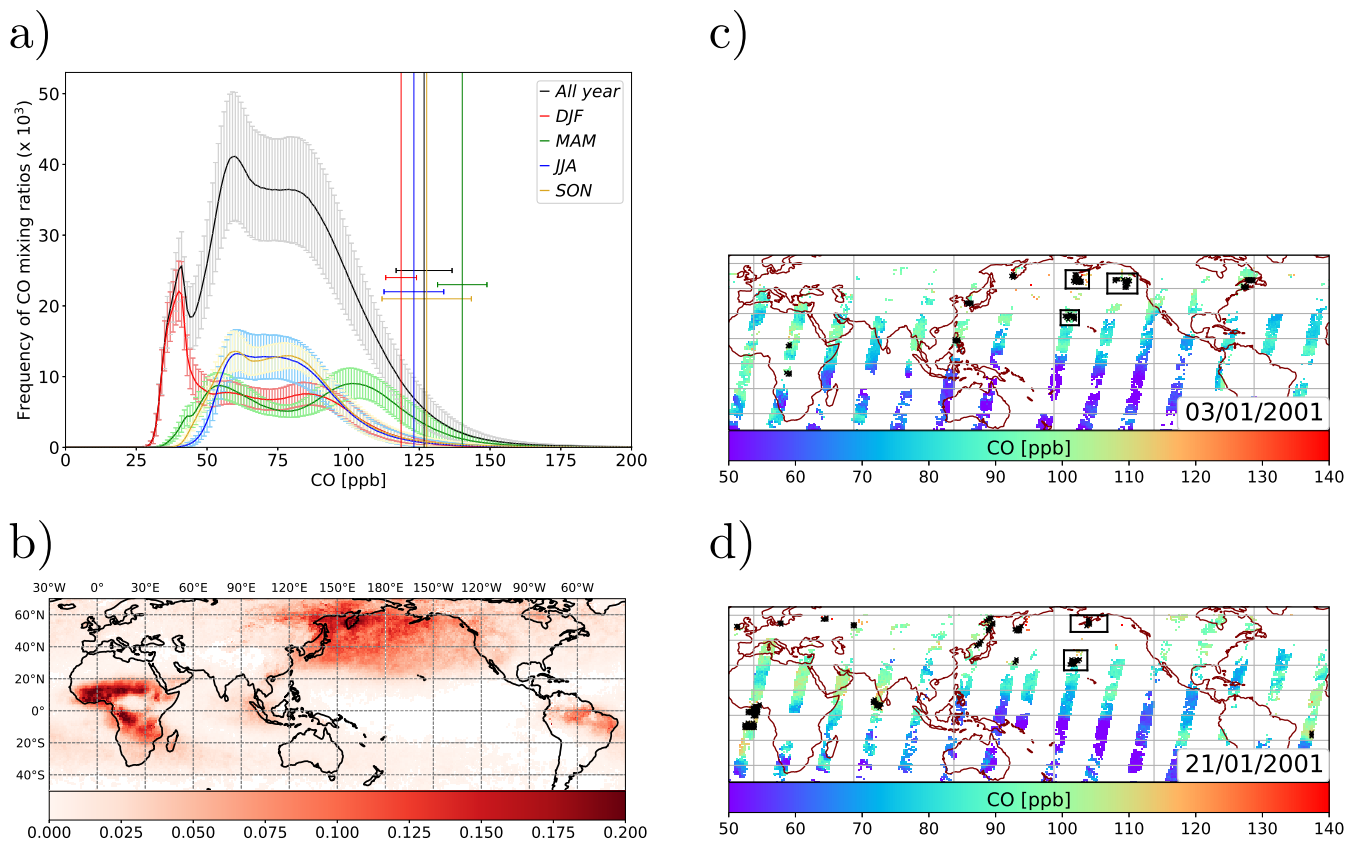 a)
Frequency of CO mixing ratios (x 10³)
50
40
30
20
10
0
All year
DJF
MAM
JJA
SON
0 25 50 75 100 125 150 175 200
CO [ppb]
b)
30°W 0° 30°E 60°E 90°E 120°E 150°E 180°E 150°W 120°W 90°W 60°W
60°N
40°N
20°N
0°
20°S
40°S
0.000 0.025 0.050 0.075 0.100 0.125 0.150 0.175 0.200
c)
03/01/2001
CO [ppb]
50 60 70 80 90 100 110 120 130 140
d)
21/01/2001
CO [ppb]
50 60 70 80 90 100 110 120 130 140